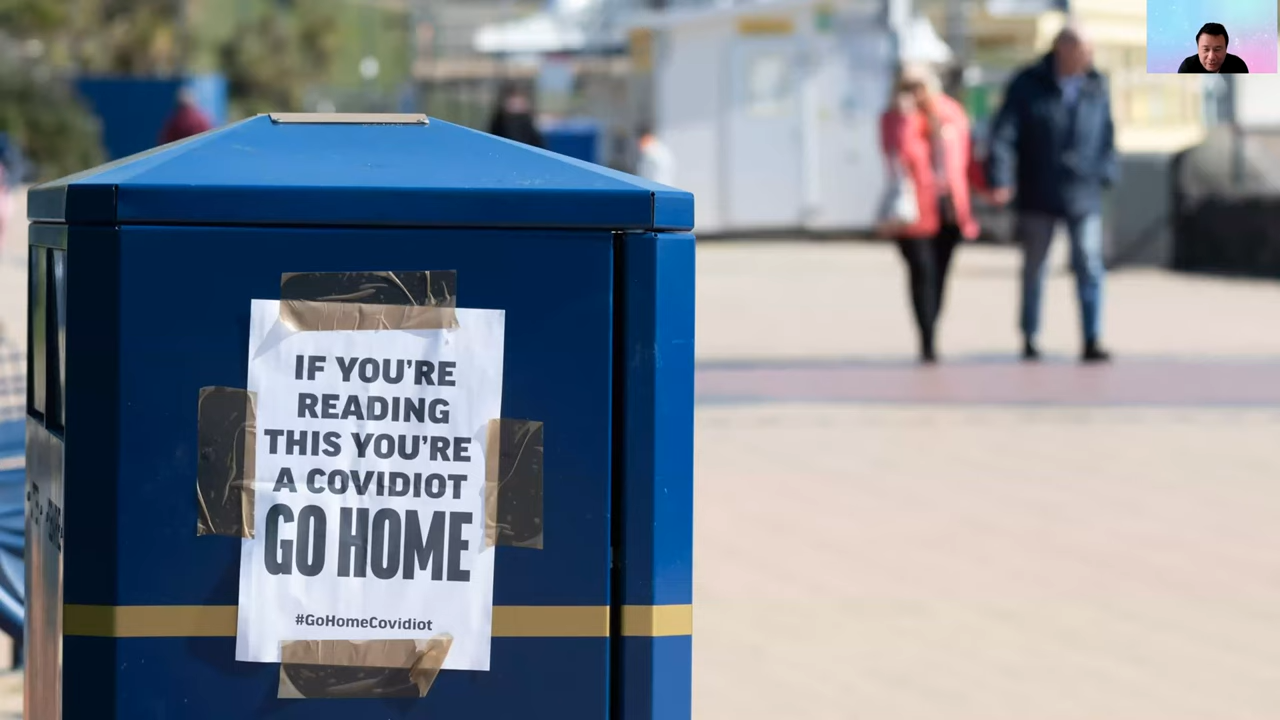 IF YOU'RE
READING
THIS YOU'RE
A COVIDIOT
GO HOME
#GoHomeCovidiot